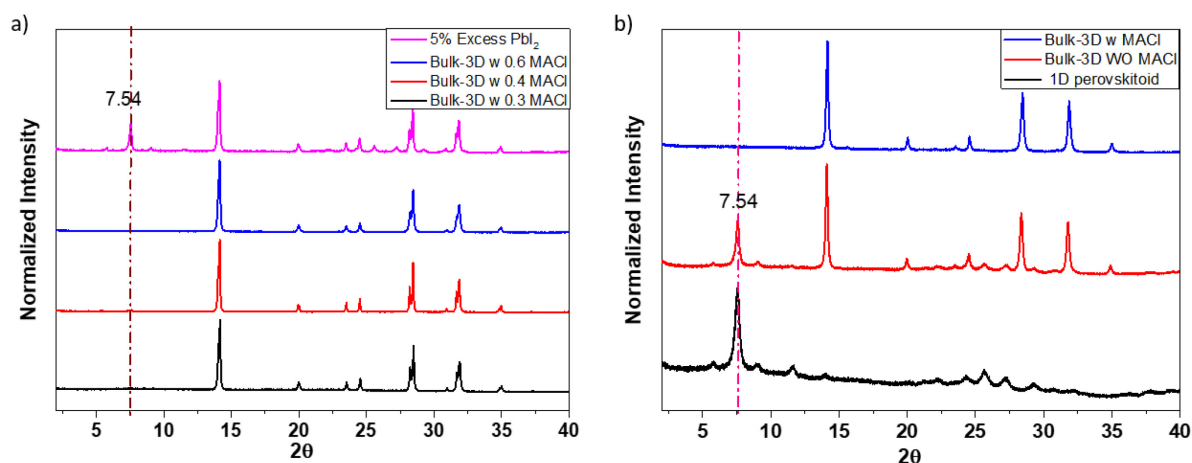 a)
5% Excess PbI2
Bulk-3D w 0.6 MACl
Bulk-3D w 0.4 MACl
Bulk-3D w 0.3 MACl
7.54
Normalized Intensity
5 10 15 20 25 30 35 40
2θ
b)
Bulk-3D w MACl
Bulk-3D WO MACl
1D perovskitoid
7.54
Normalized Intensity
5 10 15 20 25 30 35 40
2θ